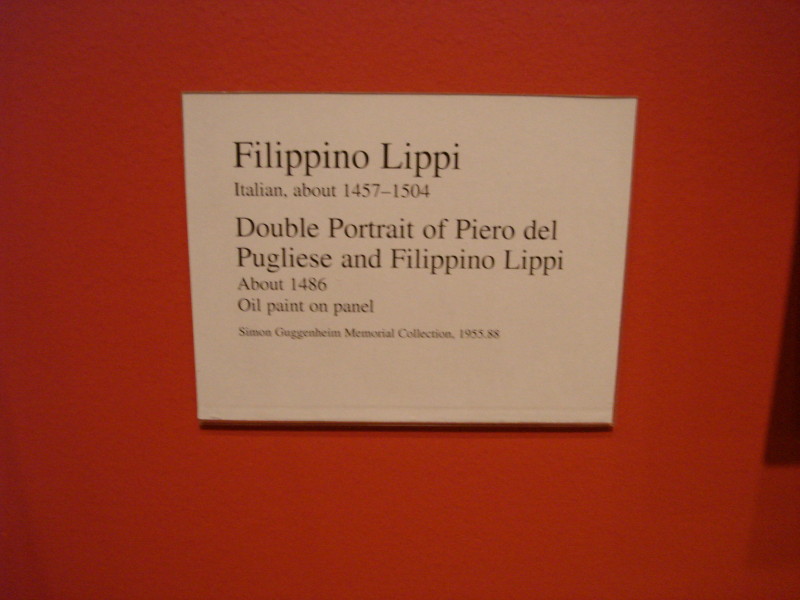 Filippino Lippi
Italian, about 1457–1504
Double Portrait of Piero del
Pugliese and Filippino Lippi
About 1486
Oil paint on panel
Simon Guggenheim Memorial Collection, 1955.88